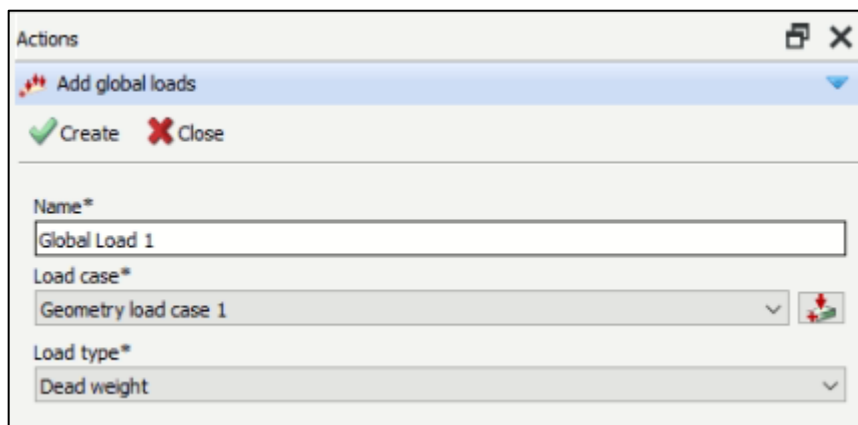 Actions
Add global loads
Create Close
Name*
Global Load 1
Load case*
Geometry load case 1
Load type*
Dead weight